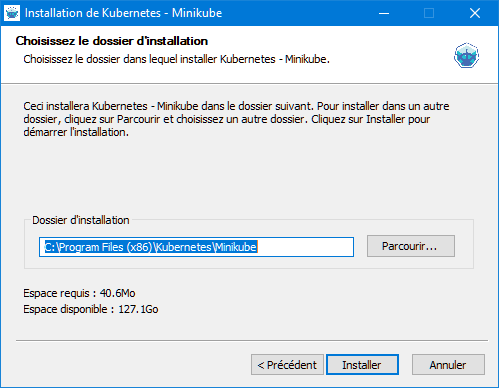 Installation de Kubernetes - Minikube
Choisissez le dossier d'installation
Choisissez le dossier dans lequel installer Kubernetes - Minikube.
Ceci installera Kubernetes - Minikube dans le dossier suivant. Pour installer dans un autre
dossier, cliquez sur Parcourir et choisissez un autre dossier. Cliquez sur Installer pour
démarrer l'installation.
Dossier d'installation
C:\Program Files (x86)\Kubernetes\Minikube
Parcourir...
Espace requis : 40.6Mo
Espace disponible : 127.1Go
< Précédent
Installer
Annuler